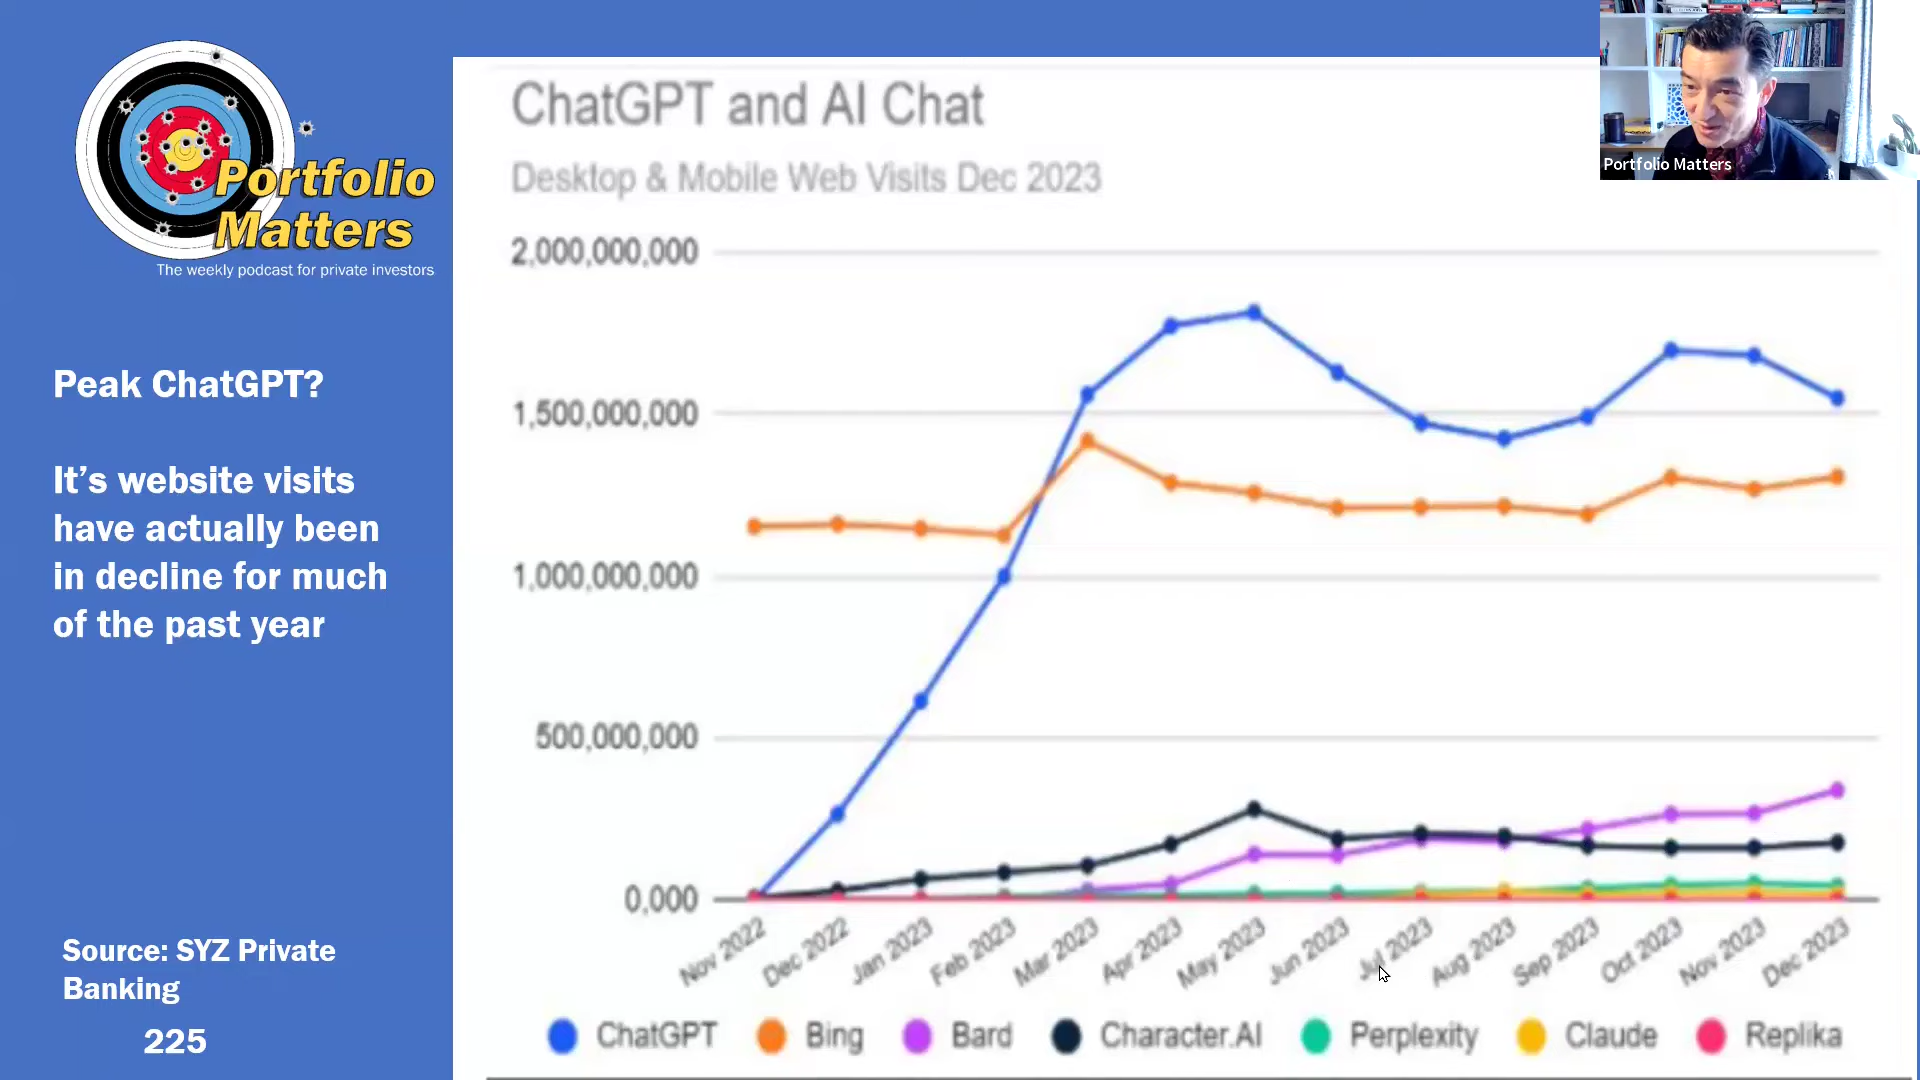 Portfolio
Matters
The weekly podcast for private investors
Peak ChatGPT?
It’s website visits
have actually been
in decline for much
of the past year
Source: SYZ Private
Banking
225
ChatGPT and AI Chat
Desktop & Mobile Web Visits Dec 2023
2,000,000,000
1,500,000,000
1,000,000,000
500,000,000
0,000
Nov 2022
Dec 2022
Jan 2023
Feb 2023
Mar 2023
Apr 2023
May 2023
Jun 2023
Jul 2023
Aug 2023
Sep 2023
Oct 2023
Nov 2023
Dec 2023
ChatGPT
Bing
Bard
Character.AI
Perplexity
Claude
Replika
Portfolio Matters